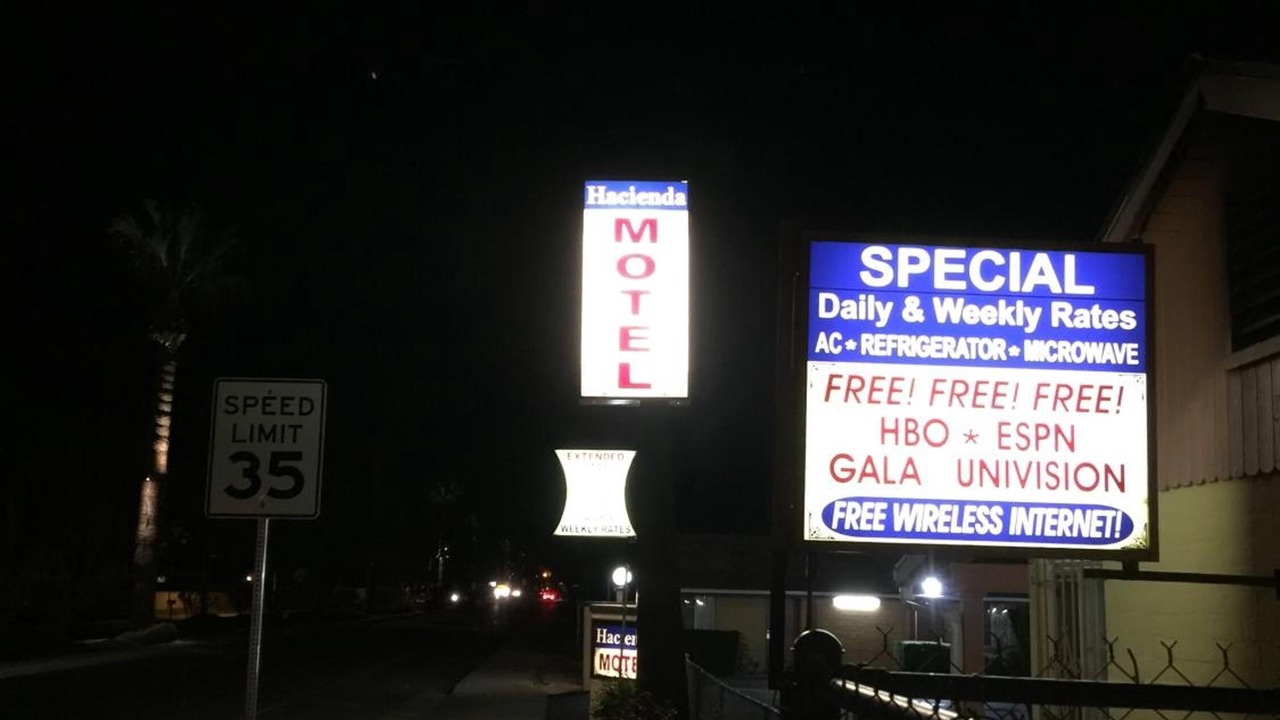 SPEED
LIMIT
35
Hacienda
MOTEL
EXTENDED
WEEKLY RATES
MOTE
SPECIAL
Daily & Weekly Rates
AC * REFRIGERATOR * MICROWAVE
FREE! FREE! FREE!
HBO * ESPN
GALA UNIVISION
FREE WIRELESS INTERNET!